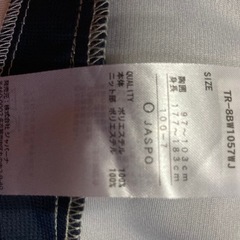 TR-8BW1057WJ
SIZE
胸囲 97~103cm
身長 177~183cm
100-7
JASPO
QUALITY
本体 ポリエステル 100%
ニット部 ポリエステル 100%